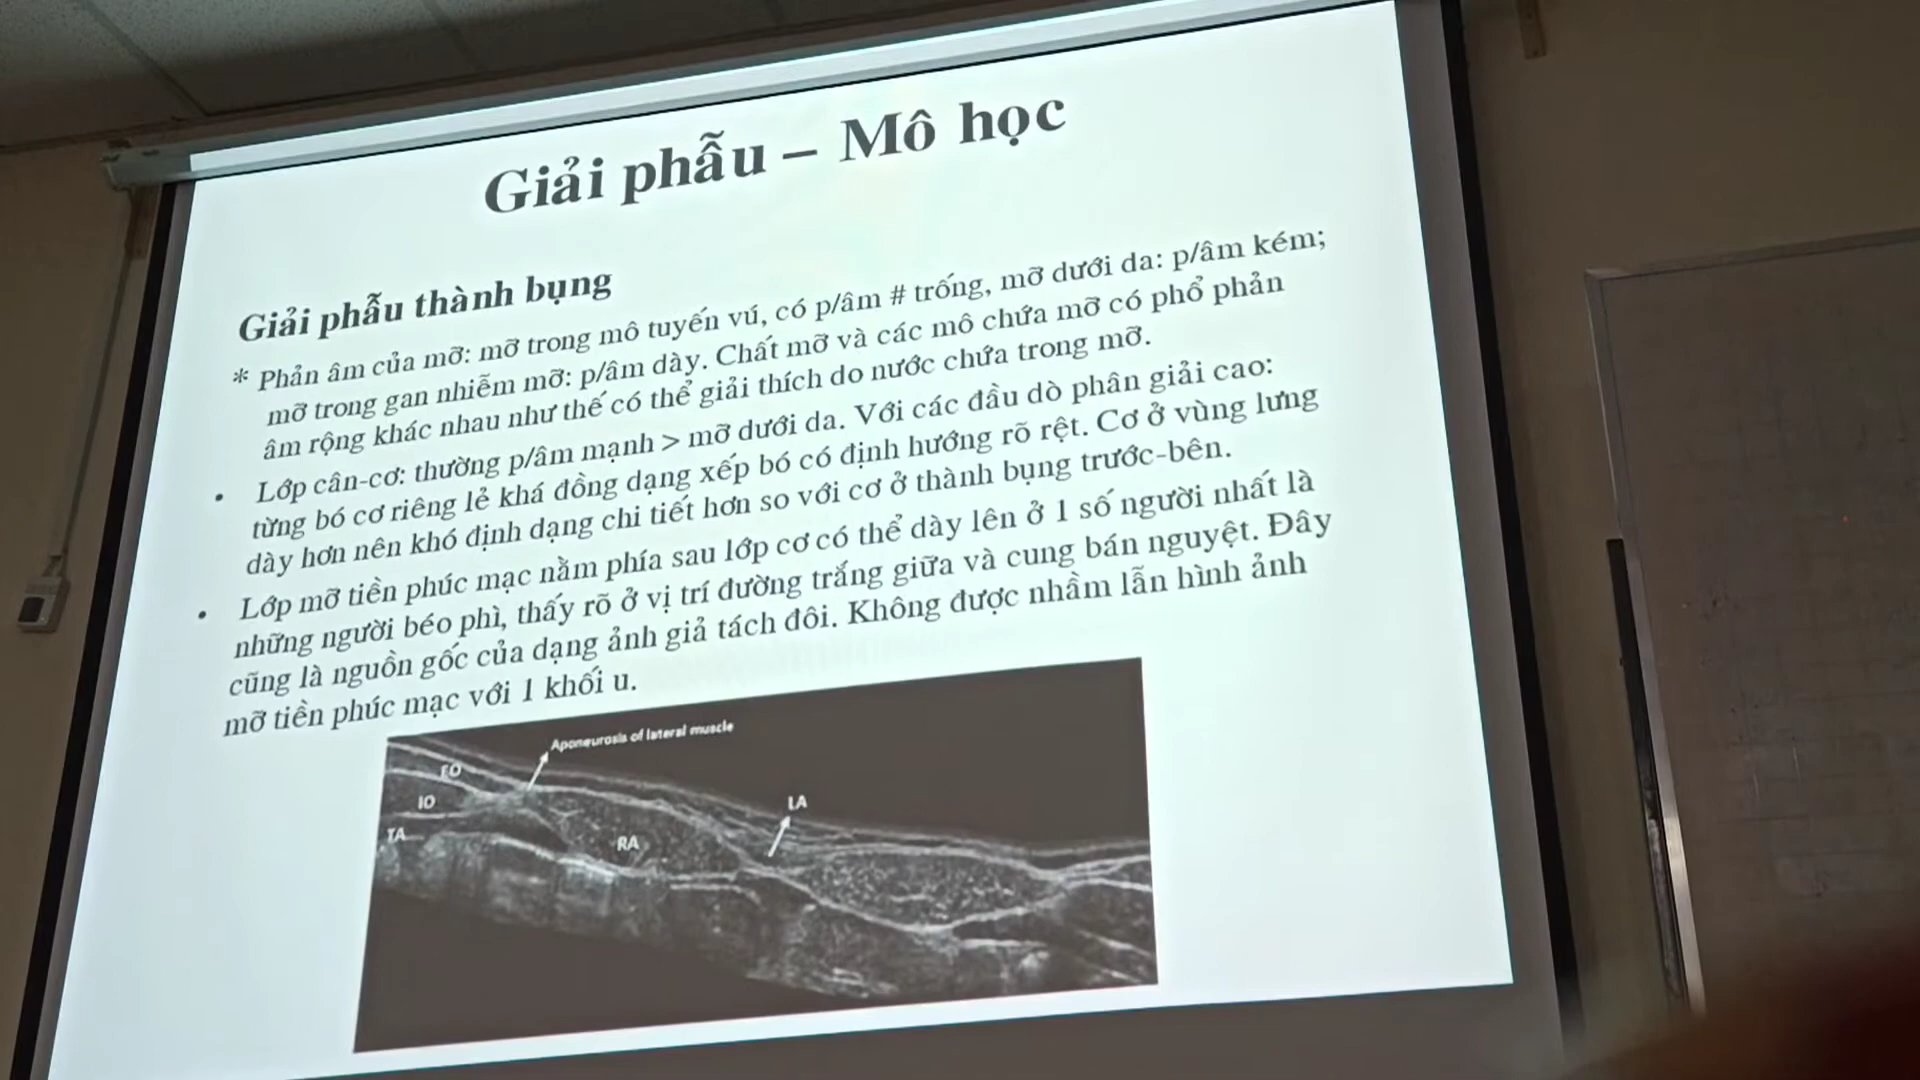 Giải phẫu – Mô học
Giải phẫu thành bụng
* Phản âm của mỡ: mỡ trong mô tuyến vú, có p/âm # trống, mỡ dưới da: p/âm kém;
mỡ trong gan nhiễm mỡ: p/âm dày. Chất mỡ và các mô chứa mỡ có phổ phản
âm rộng khác nhau như thế có thể giải thích do nước chứa trong mỡ.
• Lớp cân-cơ: thường p/âm mạnh > mỡ dưới da. Với các đầu dò phân giải cao:
từng bó cơ riêng lẻ khá đồng dạng xếp bó có định hướng rõ rệt. Cơ ở vùng lưng
dày hơn nên khó định dạng chi tiết hơn so với cơ ở thành bụng trước-bên.
• Lớp mỡ tiền phúc mạc nằm phía sau lớp cơ có thể dày lên ở 1 số người nhất là
những người béo phì, thấy rõ ở vị trí đường trắng giữa và cung bán nguyệt. Đây
cũng là nguồn gốc của dạng ảnh giả tách đôi. Không được nhầm lẫn hình ảnh
mỡ tiền phúc mạc với 1 khối u.
Aponeurosis of lateral muscle
EO
IO
LA
TA
RA